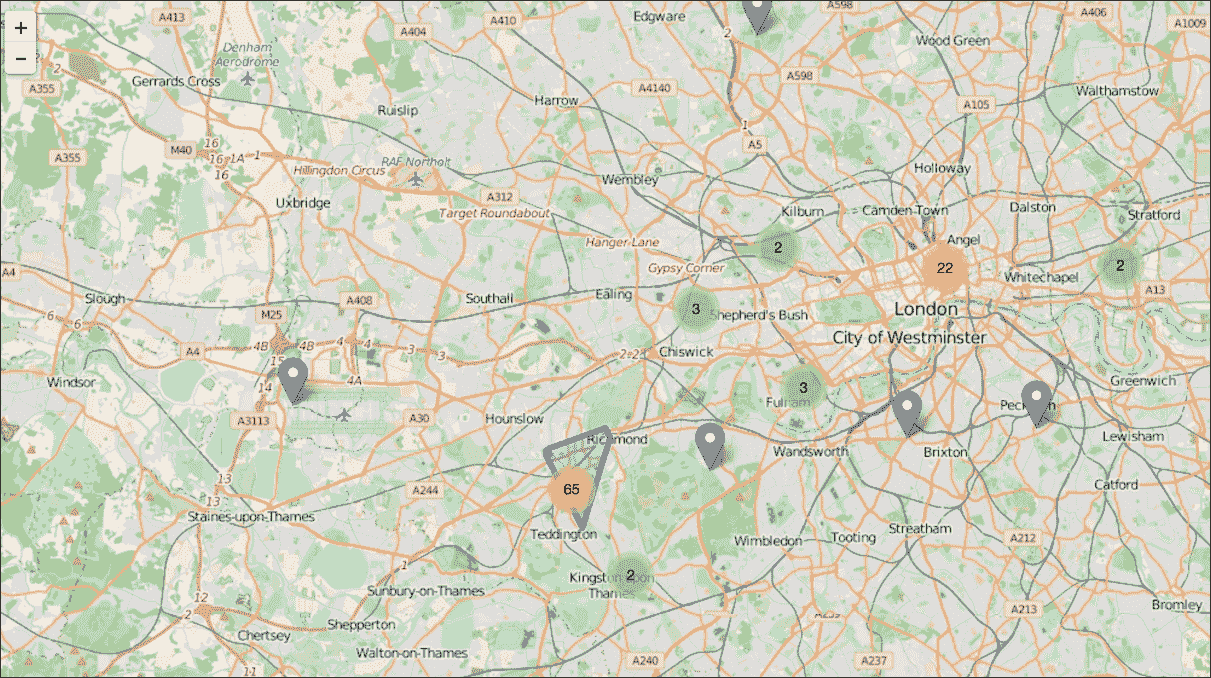 +
−
A413
A410
Edgware
A598
A406
A1009
A404
2
Wood Green
Denham
Aerodrome
2
Gerrards Cross
A598
A355
A4140
Walthamstow
Harrow
Ruislip
A105
1
16
M40
A5
A355
16
1A
1
RAF Northolt
Holloway
16
Hillingdon Circus
Wembley
Uxbridge
A312
Target Roundabout
Kilburn
Camden Town
Dalston
Stratford
Hanger Lane
2
Angel
A4
Gypsy Corner
22
2
Whitechapel
Slough
A408
Southall
Ealing
A13
M25
3
Shepherd's Bush
London
6
6
City of Westminster
A4
4B
4B
4
4
3
3
Chiswick
15
Windsor
14
4A
3
Greenwich
Fulham
A3113
A30
Hounslow
Peckham
Richmond
Lewisham
Wandsworth
Brixton
13
A244
65
Catford
13
Staines-upon-Thames
Teddington
Wimbledon
Tooting
Streatham
A212
1
Kingston upon
Thames
2
Sunbury-on-Thames
12
2
A213
Bromley
Shepperton
Chertsey
Walton-on-Thames
A240
A237
11